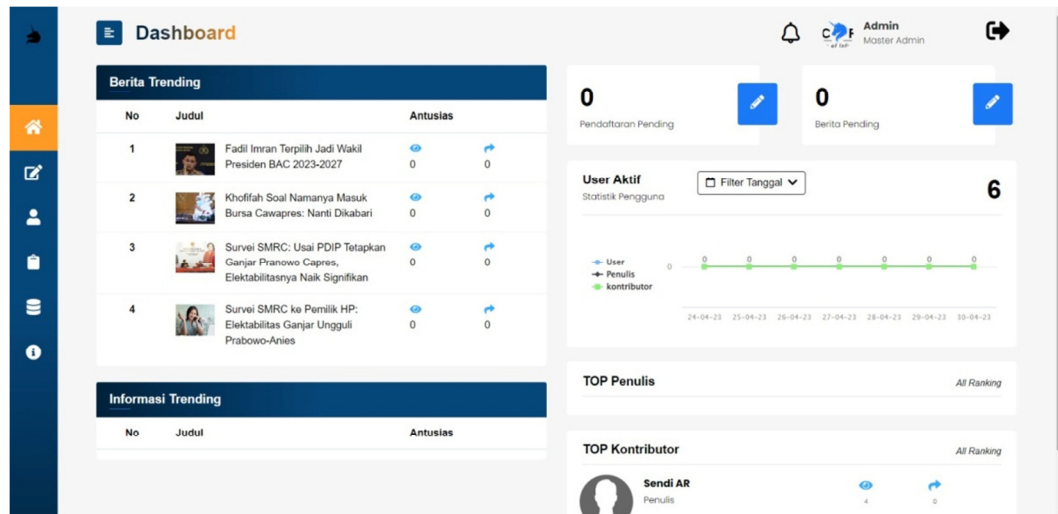 Dashboard
Admin
Master Admin
Berita Trending
No Judul Antusias
1 Fadil Imran Terpilih Jadi Wakil
Presiden BAC 2023-2027
0 0
2 Khofifah Soal Namanya Masuk
Bursa Cawapres: Nanti Dikabari
0 0
3 Survei SMRC: Usai PDIP Tetapkan
Ganjar Pranowo Capres,
Elektabilitasnya Naik Signifikan
0 0
4 Survei SMRC ke Pemilik HP:
Elektabilitas Ganjar Ungguli
Prabowo-Anies
0 0
Informasi Trending
No Judul Antusias
0
Pendaftaran Pending
0
Berita Pending
User Aktif
Statistik Pengguna
Filter Tanggal
6
User
Penulis
kontributor
0
0 0 0 0 0 0 0
24-04-23 25-04-23 26-04-23 27-04-23 28-04-23 29-04-23 30-04-23
TOP Penulis All Ranking
TOP Kontributor All Ranking
Sendi AR
Penulis
4 0